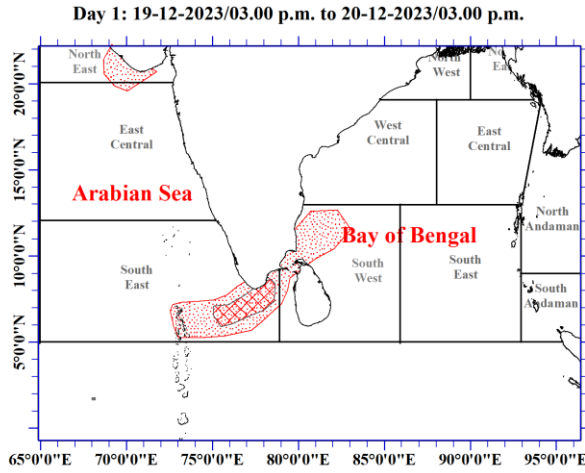 Day 1: 19-12-2023/03.00 p.m. to 20-12-2023/03.00 p.m.
North
East
North
West
East
Central
West
Central
East
Central
Arabian Sea
Bay of Bengal
North
Andaman
South
East
South
West
South
East
South
Andaman
20°0'0"N
15°0'0"N
10°0'0"N
5°0'0"N
65°0'0"E
70°0'0"E
75°0'0"E
80°0'0"E
85°0'0"E
90°0'0"E
95°0'0"E